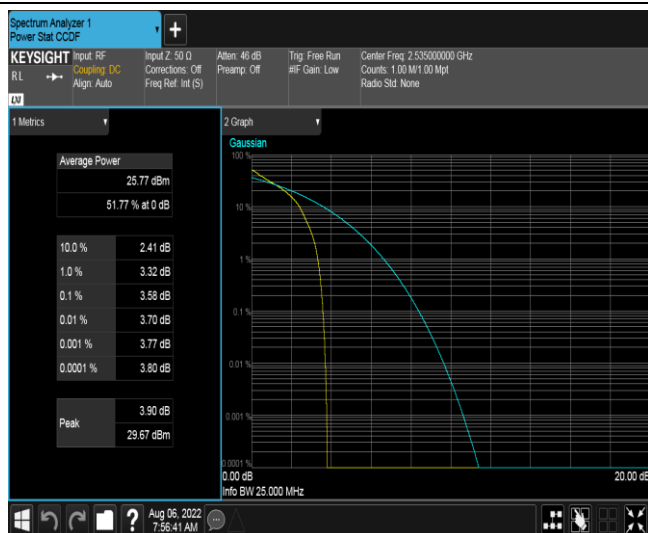 Spectrum Analyzer 1
Power Stat CCDF
+
KEYSIGHT Input: RF
RL Coupling: DC
Align: Auto
LXI
Input Z: 50 Ω
Corrections: Off
Freq Ref: Int (S)
Atten: 46 dB
Preamp: Off
Trig: Free Run
#IF Gain: Low
Center Freq: 2.535000000 GHz
Counts: 1.00 M/1.00 Mpt
Radio Std: None
1 Metrics
Average Power
25.77 dBm
51.77 % at 0 dB
10.0 % 2.41 dB
1.0 % 3.32 dB
0.1 % 3.58 dB
0.01 % 3.70 dB
0.001 % 3.77 dB
0.0001 % 3.80 dB
Peak 3.90 dB
29.67 dBm
2 Graph
Gaussian
100 %
10 %
1 %
0.1 %
0.01 %
0.001 %
0.0001 %
0.00 dB 20.00 dB
Info BW 25.000 MHz
? Aug 06, 2022
7:56:41 AM